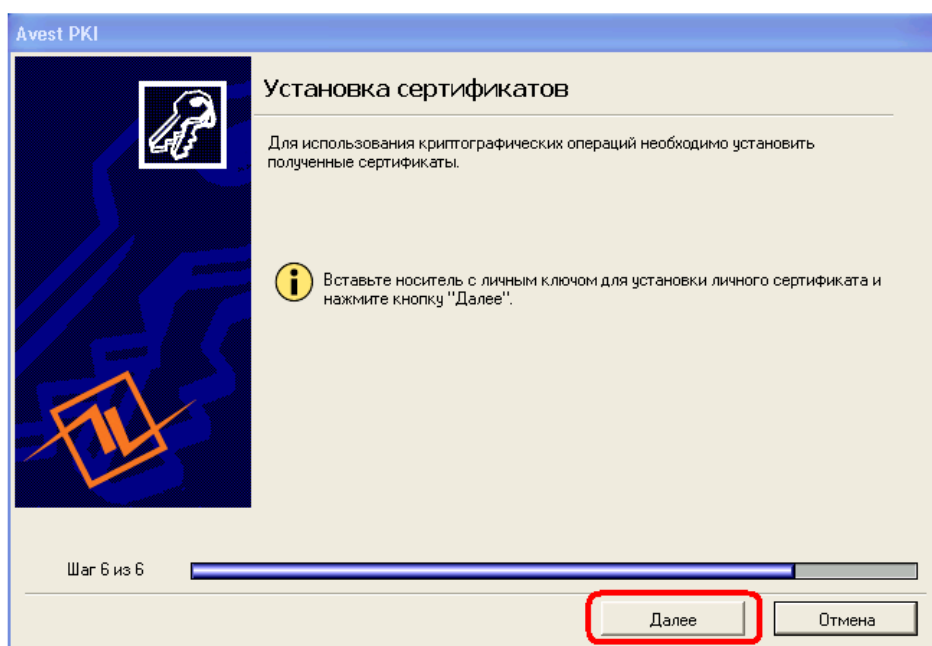 Avest PKI
Установка сертификатов
Для использования криптографических операций необходимо установить
полученные сертификаты.
Вставьте носитель с личным ключом для установки личного сертификата и
нажмите кнопку "Далее".
Шаг 6 из 6
Далее
Отмена